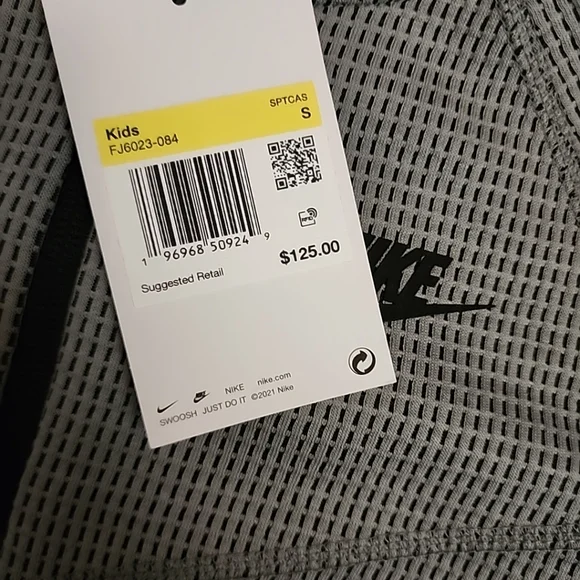 SPTCAS
Kids
S
FJ6023-084
1 96968 50924 9
RFID
Suggested Retail
$125.00
NIKE
NIKE nike.com
SWOOSH JUST DO IT ©2021 Nike